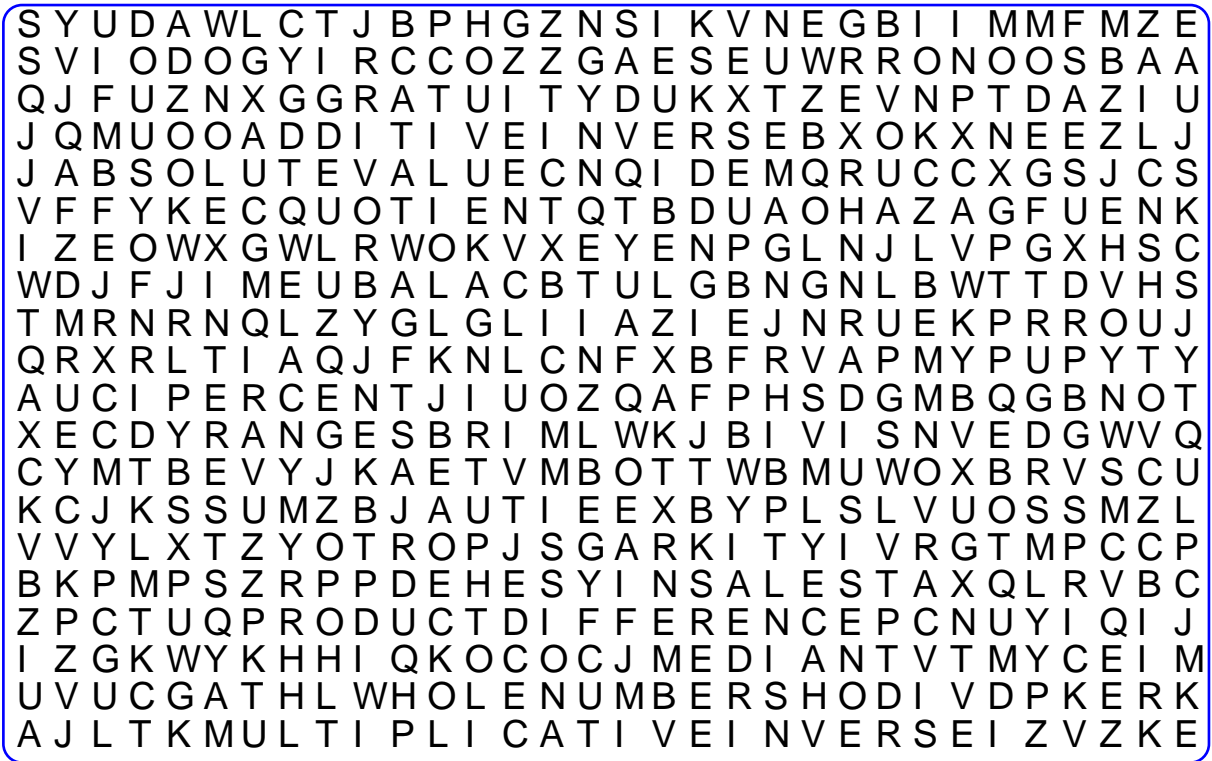 S Y U D A W L C T J B P H G Z N S I K V N E G B I I M M F M Z E
S V I O D O G Y I R C C O Z Z G A E S E U W R R O N O O S B A A
Q J F U Z N X G G R A T U I T Y D U K X T Z E V N P T D A Z I U
J Q M U O O A D D I T I V E I N V E R S E B X O K X N E E Z L J
J A B S O L U T E V A L U E C N Q I D E M Q R U C C X G S J C S
V F F Y K E C Q U O T I E N T Q T B D U A O H A Z A G F U E N K
I Z E O W X G W L R W O K V X E Y E N P G L N J L V P G X H S C
W D J F J I M E U B A L A C B T U L G B N G N L B W T T D V H S
T M R N R N Q L Z Y G L G L I I A Z I E J N R U E K P R R O U J
Q R X R L T I A Q J F K N L C N F X B F R V A P M Y P U P Y T Y
A U C I P E R C E N T J I U O Z Q A F P H S D G M B Q G B N O T
X E C D Y R A N G E S B R I M L W K J B I V I S N V E D G W V Q
C Y M T B E V Y J K A E T V M B O T T W B M U W O X B R V S C U
K C J K S S U M Z B J A U T I E E X B Y P L S L V U O S S M Z L
V V Y L X T Z Y O T R O P J S G A R K I T Y I V R G T M P C C P
B K P M P S Z R P P D E H E S Y I N S A L E S T A X Q L R V B C
Z P C T U Q P R O D U C T D I F F E R E N C E P C N U Y I Q I J
I Z G K W Y K H H I Q K O C O C J M E D I A N T V T M Y C E I M
U V U C G A T H L W H O L E N U M B E R S H O D I V D P K E R K
A J L T K M U L T I P L I C A T I V E I N V E R S E I Z V Z K E